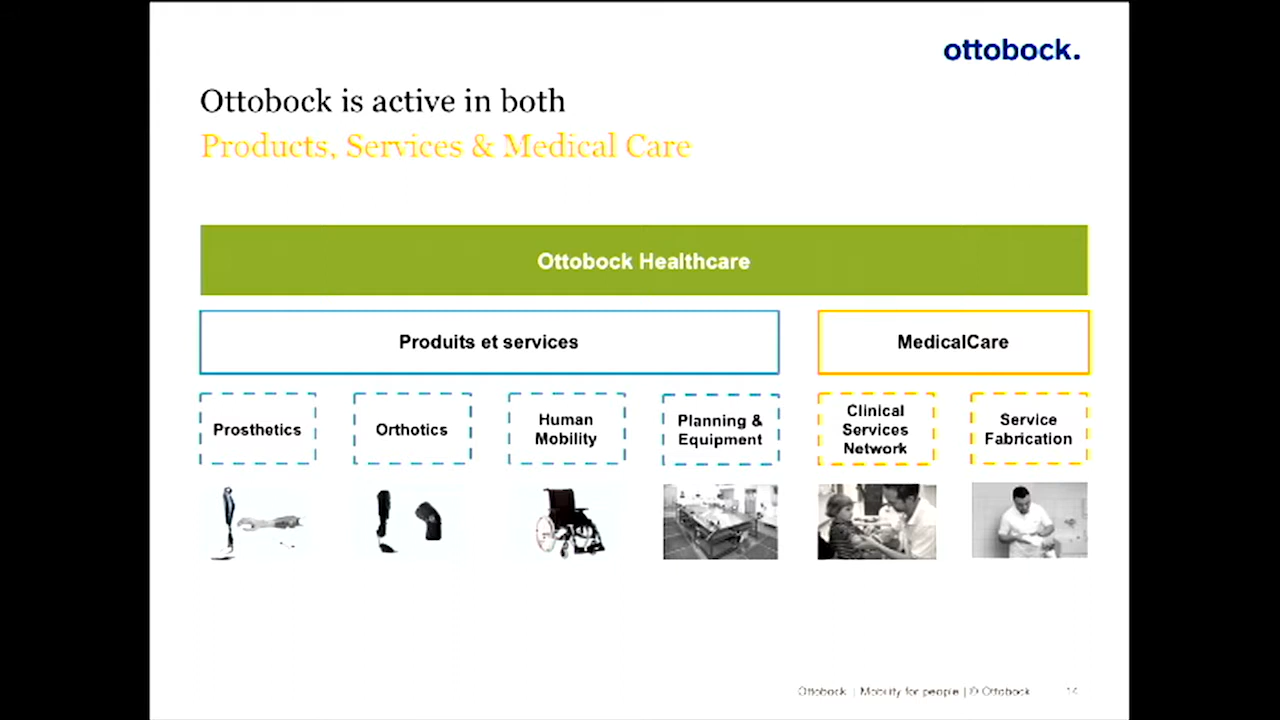 ottobock.
Ottobock is active in both
Products, Services & Medical Care
Ottobock Healthcare
Produits et services
MedicalCare
Prosthetics
Orthotics
Human
Mobility
Planning &
Equipment
Clinical
Services
Network
Service
Fabrication
Ottobock | Mobility for people | © Ottobock
14